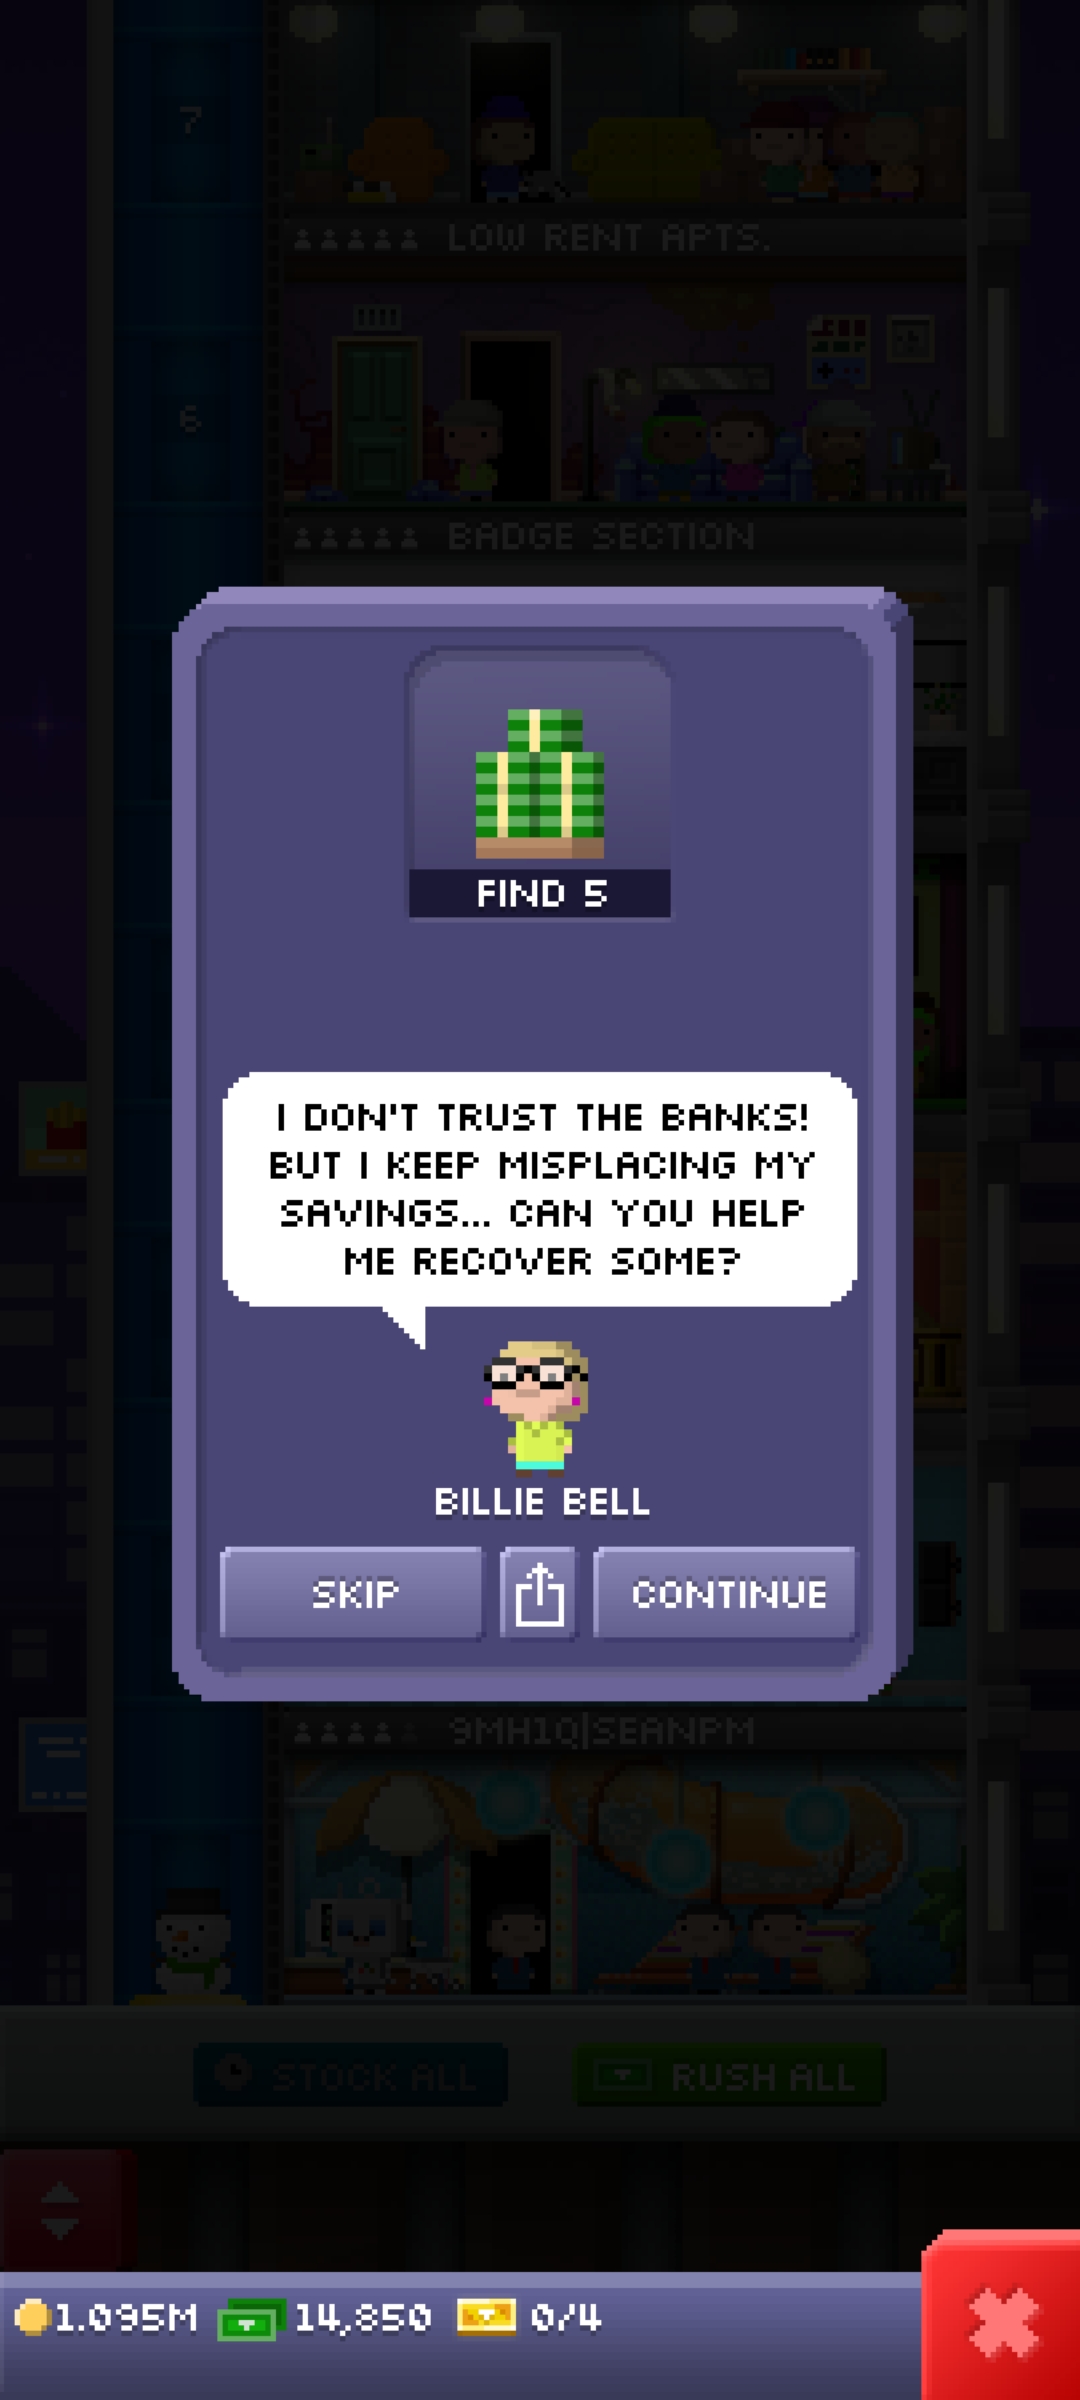 7
LOW RENT APTS.
6
BADGE SECTION
FIND 5
I DON'T TRUST THE BANKS!
BUT I KEEP MISPLACING MY
SAVINGS... CAN YOU HELP
ME RECOVER SOME?
BILLIE BELL
SKIP
CONTINUE
9MH1Q|SEANPM
STOCK ALL
RUSH ALL
1.095M
14,850
0/4